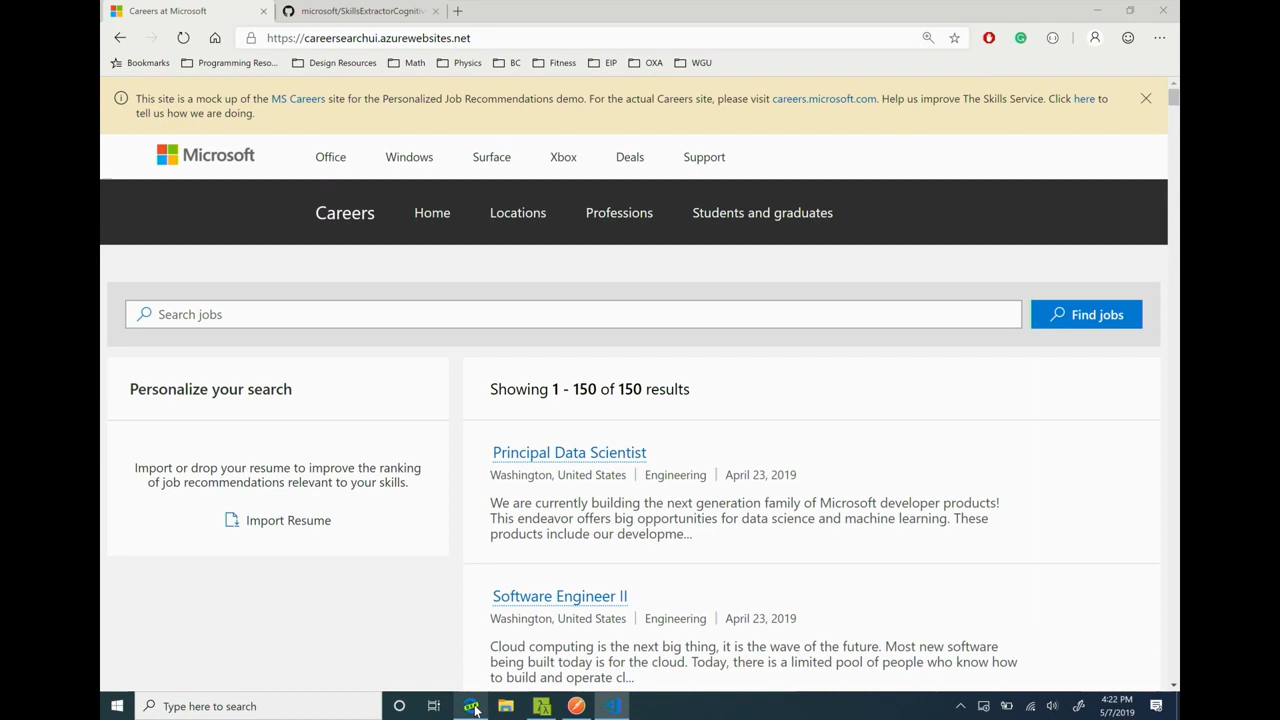 Careers at Microsoft
microsoft/SkillsExtractorCogniti
https://careersearchui.azurewebsites.net
Bookmarks
Programming Reso...
Design Resources
Math
Physics
BC
Fitness
EIP
OXA
WGU
This site is a mock up of the MS Careers site for the Personalized Job Recommendations demo. For the actual Careers site, please visit careers.microsoft.com. Help us improve The Skills Service. Click here to
tell us how we are doing.
Microsoft
Office
Windows
Surface
Xbox
Deals
Support
Careers
Home
Locations
Professions
Students and graduates
Search jobs
Find jobs
Personalize your search
Import or drop your resume to improve the ranking
of job recommendations relevant to your skills.
Import Resume
Showing 1 - 150 of 150 results
Principal Data Scientist
Washington, United States | Engineering | April 23, 2019
We are currently building the next generation family of Microsoft developer products!
This endeavor offers big opportunities for data science and machine learning. These
products include our developme...
Software Engineer II
Washington, United States | Engineering | April 23, 2019
Cloud computing is the next big thing, it is the wave of the future. Most new software
being built today is for the cloud. Today, there is a limited pool of people who know how
to build and operate cl...
Type here to search
4:22 PM
5/7/2019